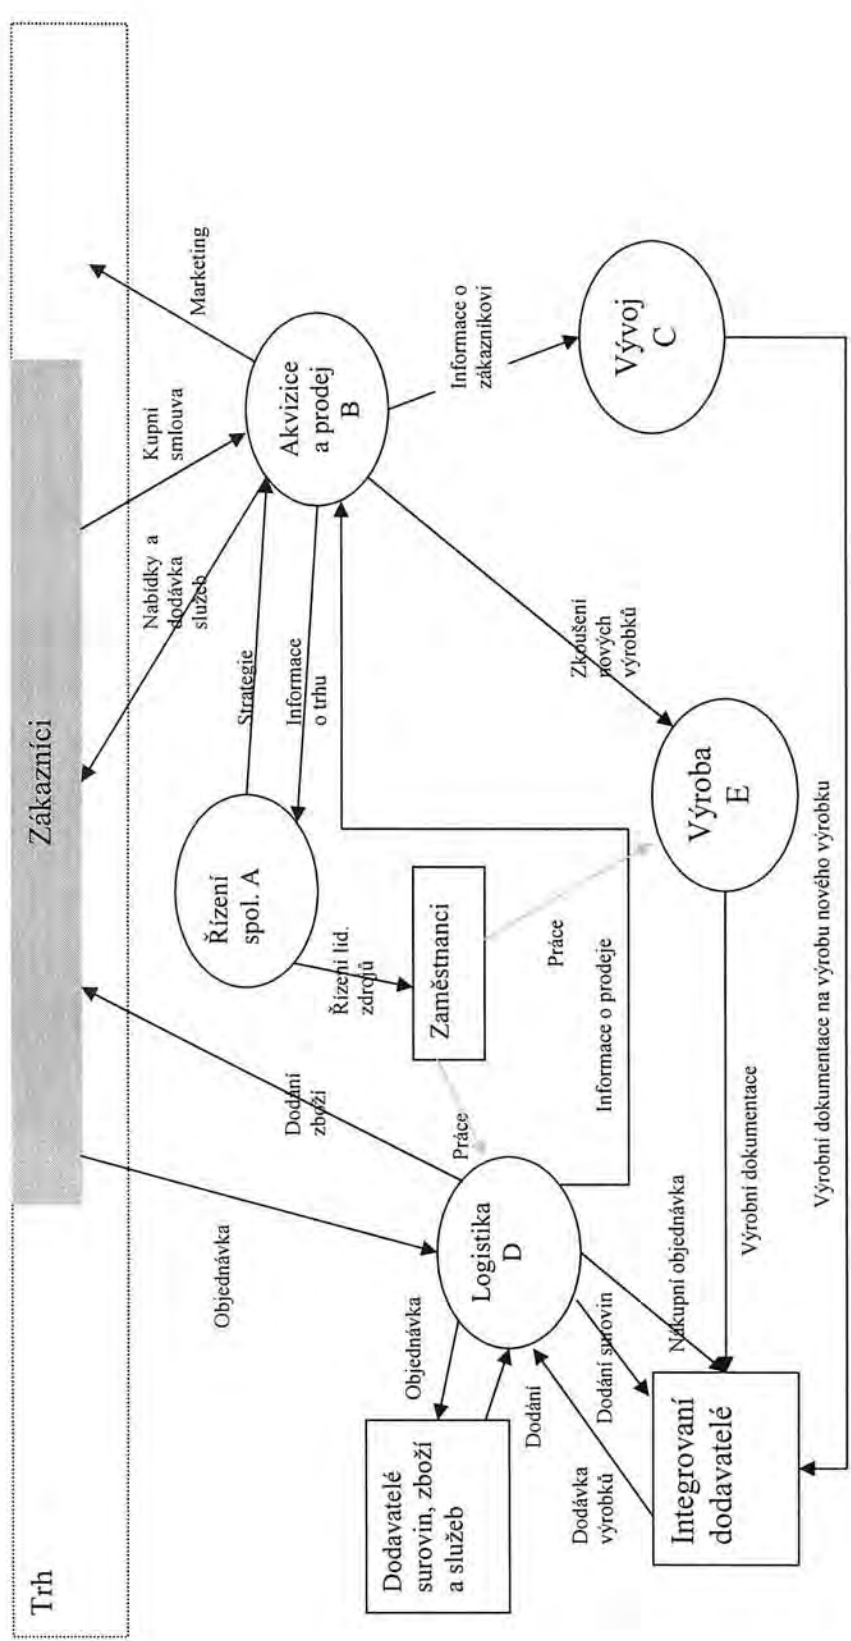 Trh
Zákazníci
Objednávka
Dodání
zboží
Nabídky a
dodávka
služeb
Kupní
smlouva
Marketing
Řízení
spol. A
Strategie
Informace
o trhu
Akvizice
a prodej
B
Řízení lid.
zdrojů
Zaměstnanci
Práce
Práce
Informace o
zákazníkovi
Objednávka
Logistika
D
Dodavatelé
surovin, zboží
a služeb
Dodání
Informace o prodeje
Zkoušení
nových
výrobků
Vývoj
C
Dodávka
výrobků
Dodání surovin
Nákupní objednávka
Výroba
E
Integrovaní
dodavatelé
Výrobní dokumentace
Výrobní dokumentace na výrobu nového výrobku